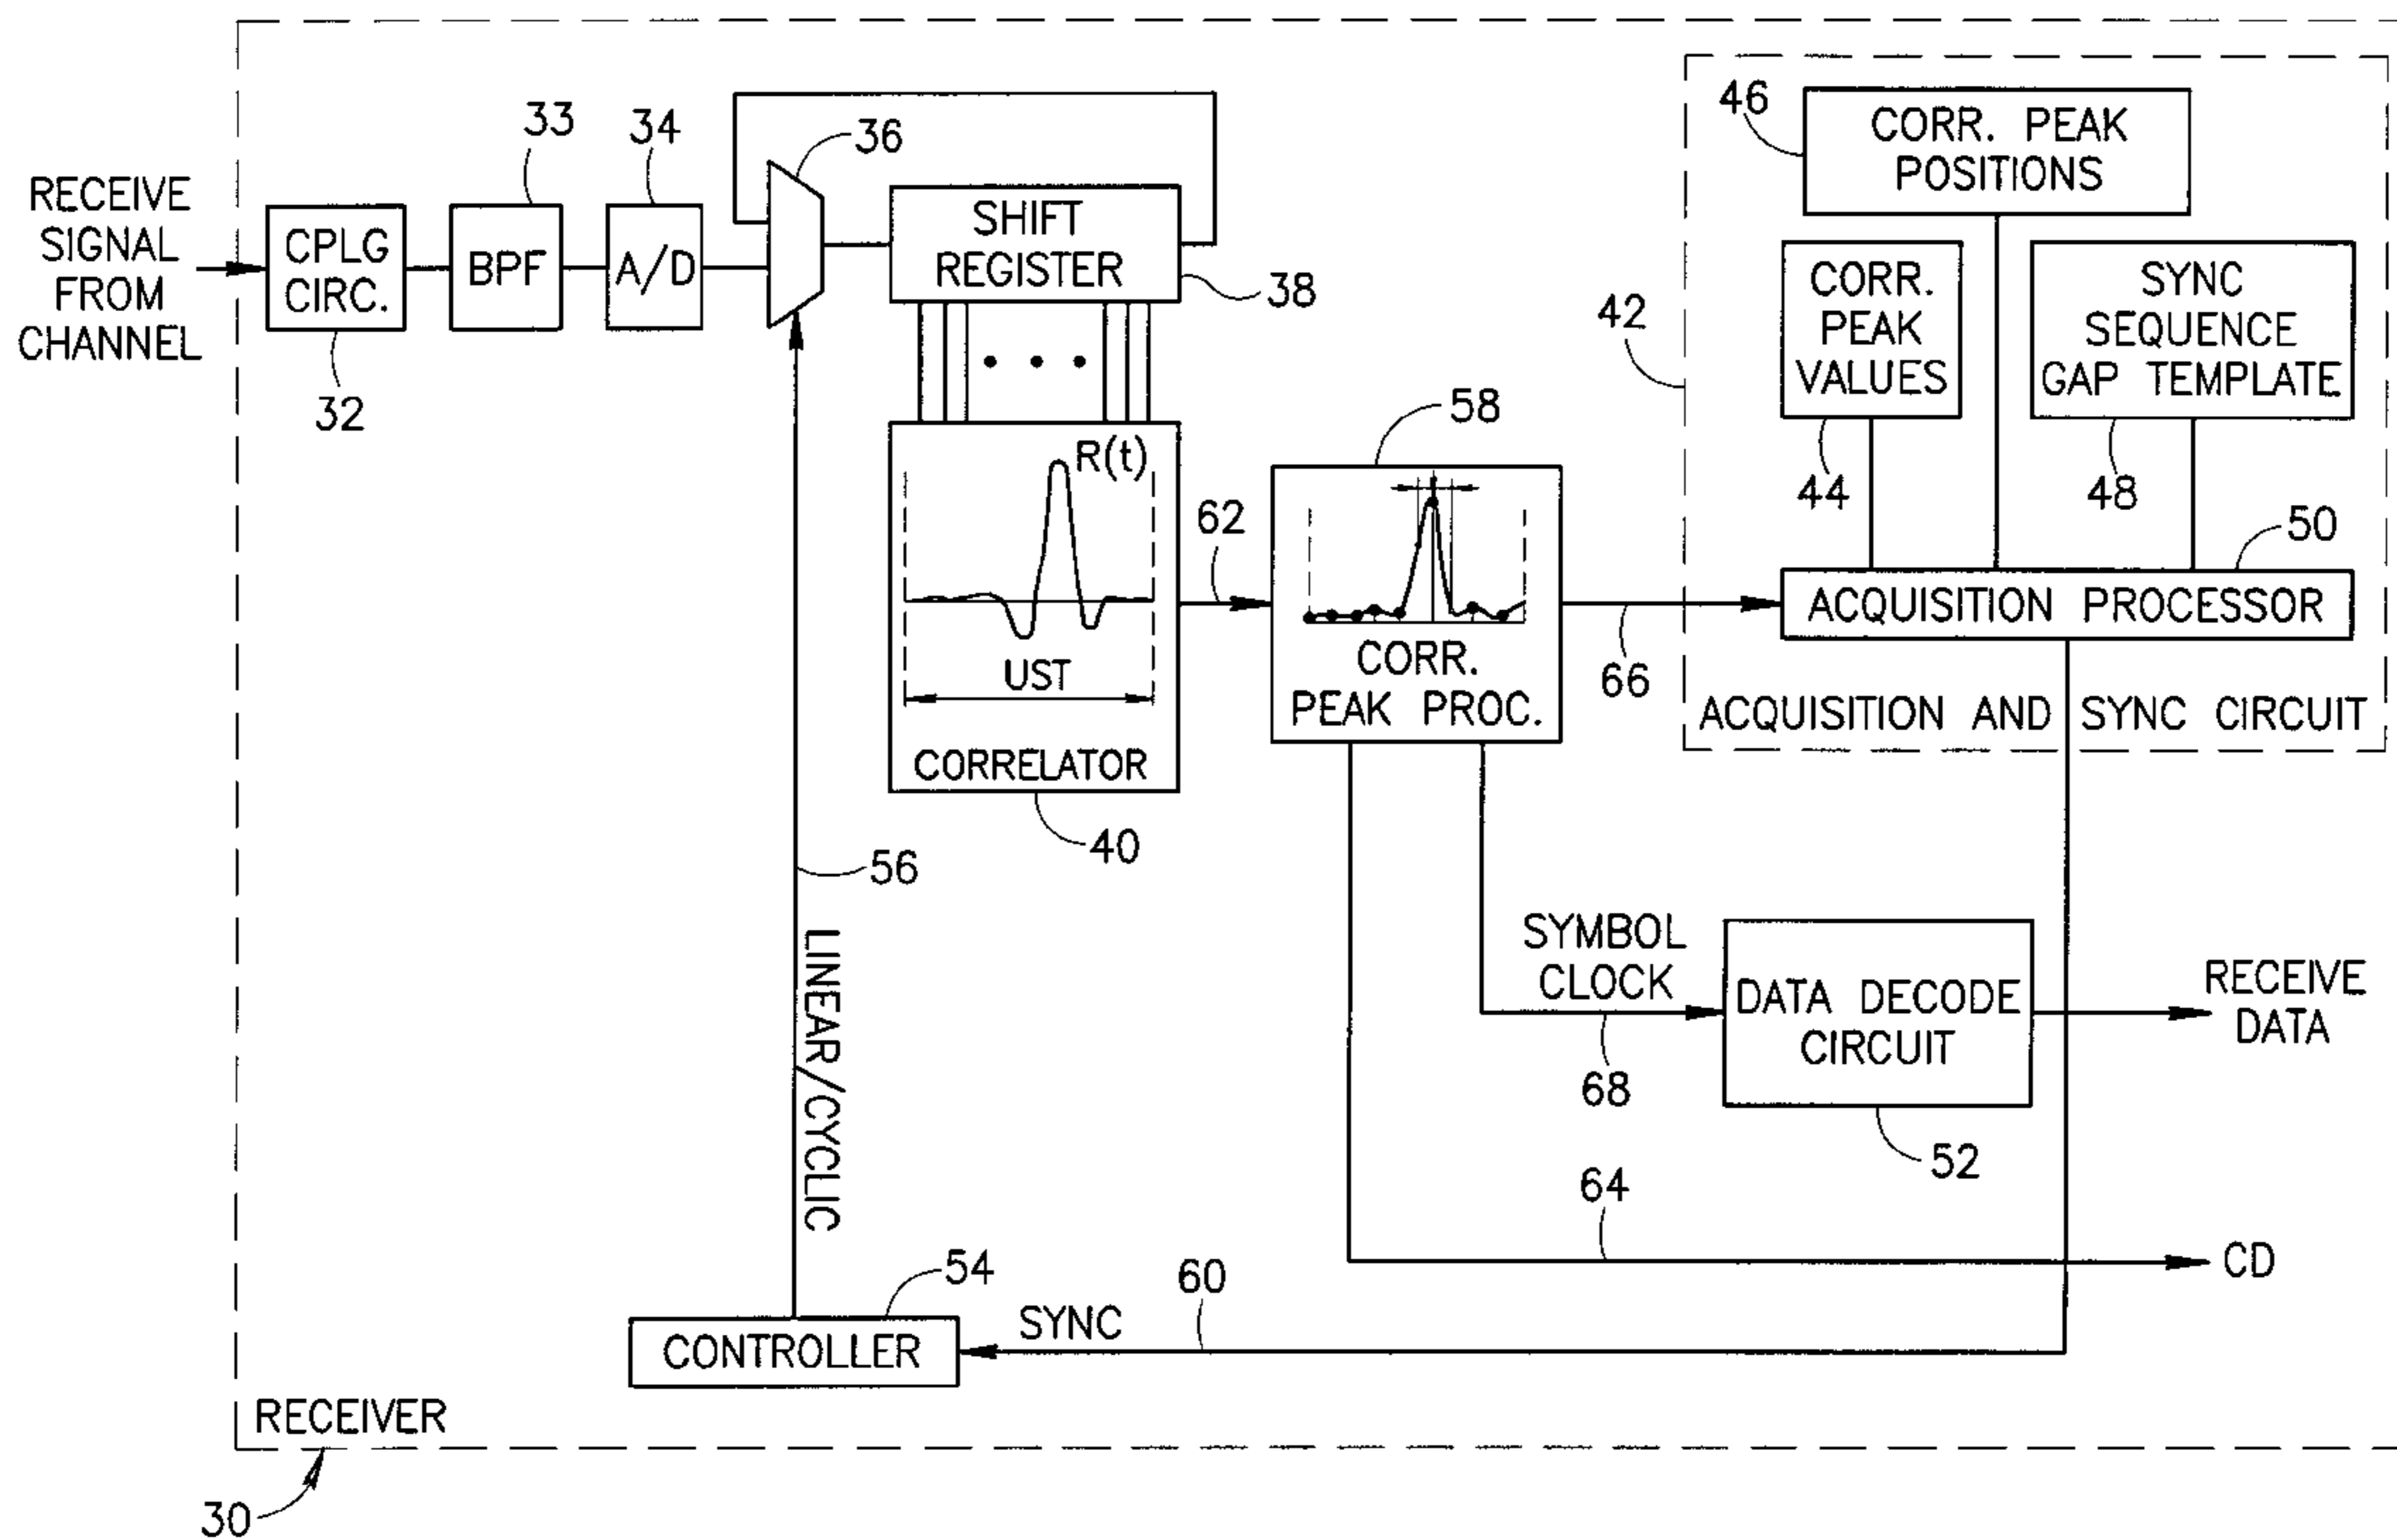 RECEIVE
SIGNAL
FROM
CHANNEL
CPLG
CIRC.
32
BPF
33
A/D
34
36
SHIFT
REGISTER
38
R(t)
UST
CORRELATOR
40
62
58
CORR.
PEAK PROC.
66
42
46
CORR. PEAK
POSITIONS
CORR.
PEAK
VALUES
44
SYNC
SEQUENCE
GAP TEMPLATE
48
50
ACQUISITION PROCESSOR
ACQUISITION AND SYNC CIRCUIT
56
LINEAR/CYCLIC
SYMBOL
CLOCK
68
DATA DECODE
CIRCUIT
52
RECEIVE
DATA
64
CD
54
CONTROLLER
SYNC
60
RECEIVER
30